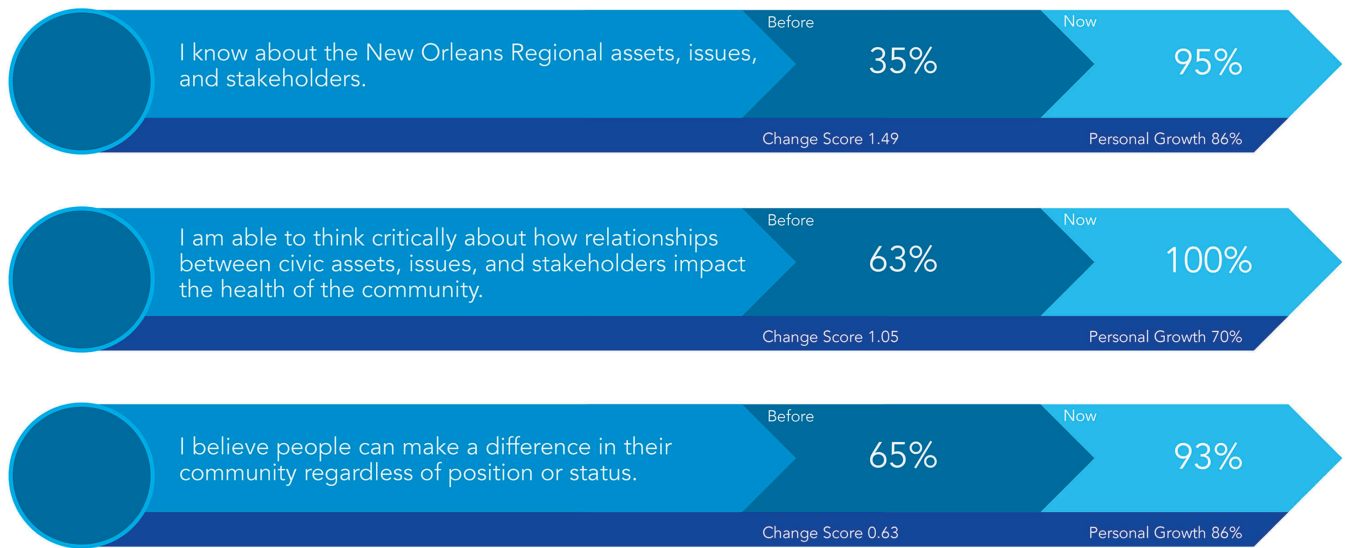 Before
Now
I know about the New Orleans Regional assets, issues,
and stakeholders.
35%
95%
Change Score 1.49
Personal Growth 86%
Before
Now
I am able to think critically about how relationships
between civic assets, issues, and stakeholders impact
the health of the community.
63%
100%
Change Score 1.05
Personal Growth 70%
Before
Now
I believe people can make a difference in their
community regardless of position or status.
65%
93%
Change Score 0.63
Personal Growth 86%